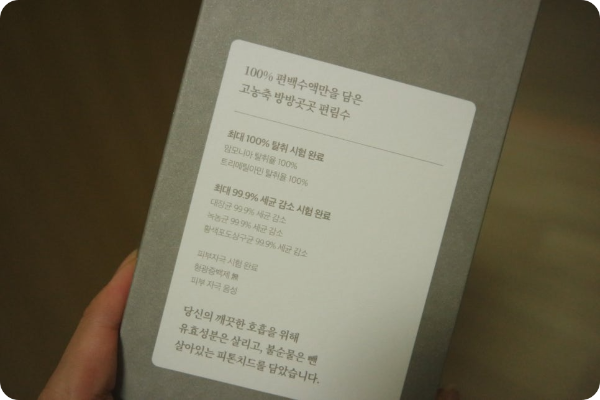 100% 편백수액만을 담은
고농축 방방곳곳 편림수
최대 100% 탈취 시험 완료
암모니아 탈취율 100%
트리메틸아민 탈취율 100%
최대 99.9% 세균 감소 시험 완료
대장균 99.9% 세균 감소
녹농균 99.9% 세균 감소
황색포도상구균 99.9% 세균 감소
피부자극 시험 완료
형광증백제 無
피부 자극 음성
당신의 깨끗한 호흡을 위해
유효성분은 살리고, 불순물은 뺀
살아있는 피톤치드를 담았습니다.